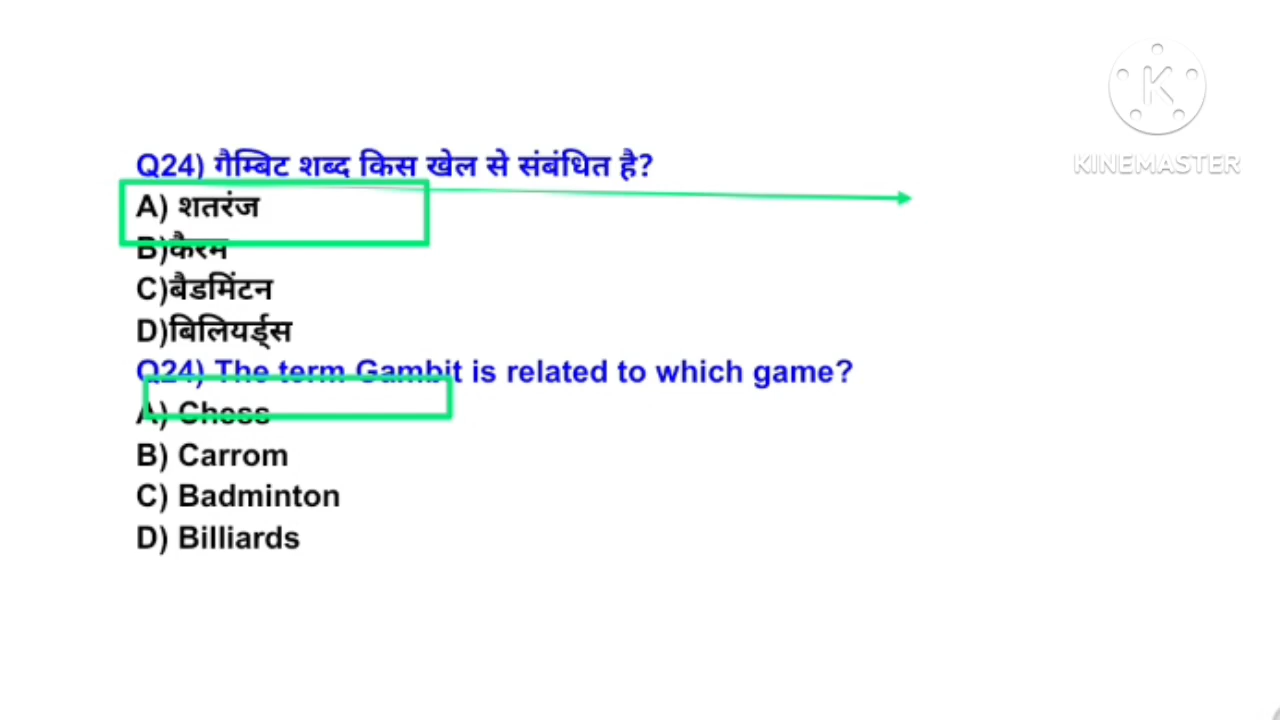 Q24) गैम्बिट शब्द किस खेल से संबंधित है?
A) शतरंज
B)कैरम
C)बैडमिंटन
D)बिलियर्ड्स
Q24) The term Gambit is related to which game?
A) Chess
B) Carrom
C) Badminton
D) Billiards
K
KINEMASTER